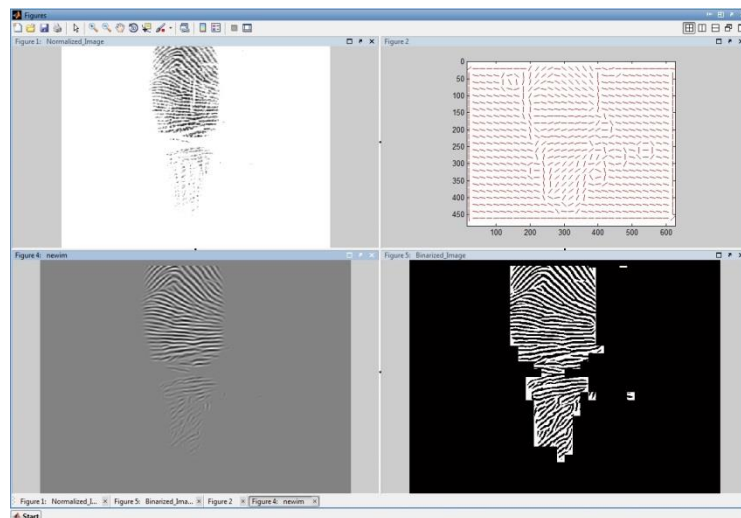 Figures
Figure 1: Normalized_Image
Figure 2
0
50
100
150
200
250
300
350
400
450
100 200 300 400 500 600
Figure 4: newim
Figure 5: Binarized_Image
Figure 1: Normalized_I... Figure 5: Binarized_Ima... Figure 2 Figure 4: newim
Start